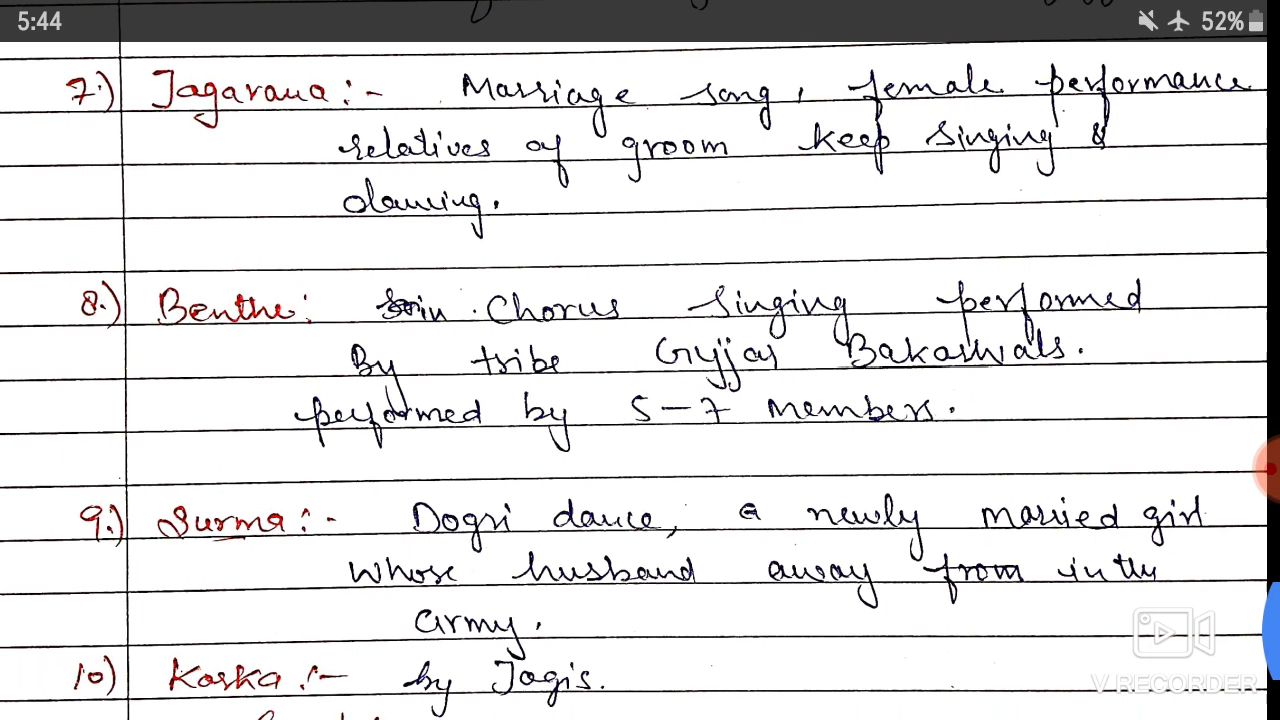 5:44 52%
7.) Jagarana :- Marriage song, female performance
relatives of groom keep singing &
dancing.
8.) Benthe: in Chorus singing performed
By tribe Gujjar Bakarwals.
performed by 5-7 members.
9.) Surma :- Dogri dance, a newly married girl
whose husband away from in the
army.
10) Karka :- by Jogis.
V RECORDER